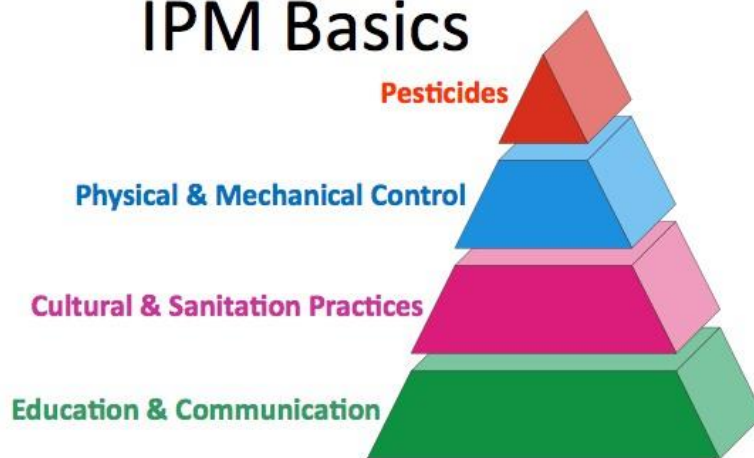 IPM Basics
Pesticides
Physical & Mechanical Control
Cultural & Sanitation Practices
Education & Communication